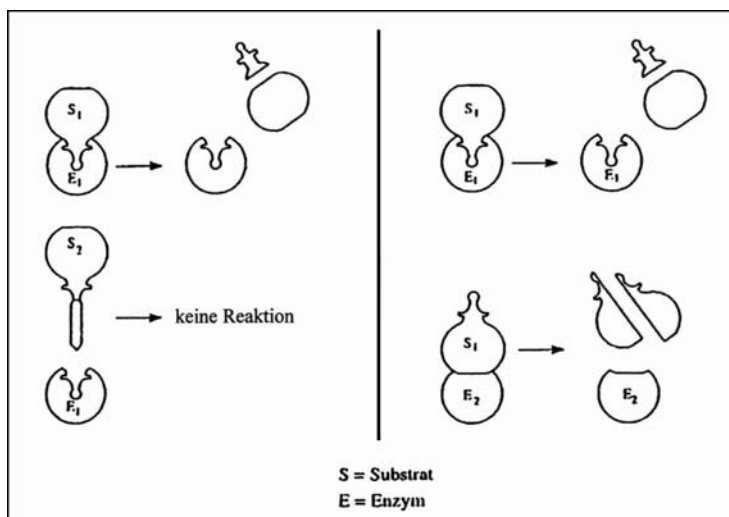 S₁
E₁
S₂
keine Reaktion
E₁
S₁
E₁
E₁
S₁
E₂
E₂
S = Substrat
E = Enzym